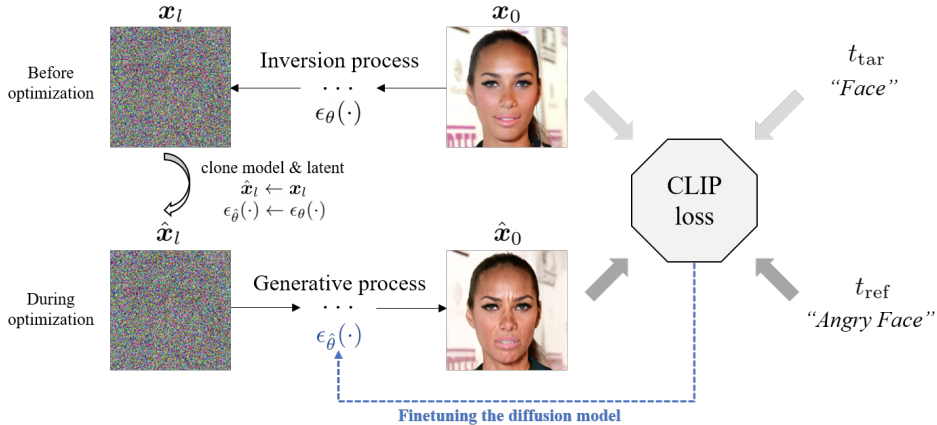 x_l
x_0
Before
optimization
Inversion process
· · ·
ϵ_θ(·)
t_tar
"Face"
clone model & latent
x̂_l ← x_l
ϵ_θ̂(·) ← ϵ_θ(·)
CLIP
loss
x̂_l
x̂_0
During
optimization
Generative process
· · ·
ϵ_θ̂(·)
t_ref
"Angry Face"
Finetuning the diffusion model